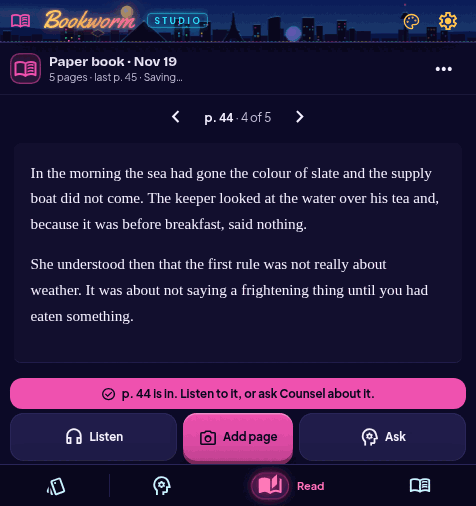 Bookworm STUDIO
Paper book · Nov 19
5 pages · last p. 45 · Saving...
p. 44 · 4 of 5
In the morning the sea had gone the colour of slate and the supply
boat did not come. The keeper looked at the water over his tea and,
because it was before breakfast, said nothing.
She understood then that the first rule was not really about
weather. It was about not saying a frightening thing until you had
eaten something.
p. 44 is in. Listen to it, or ask Counsel about it.
Listen
Add page
Ask
Read